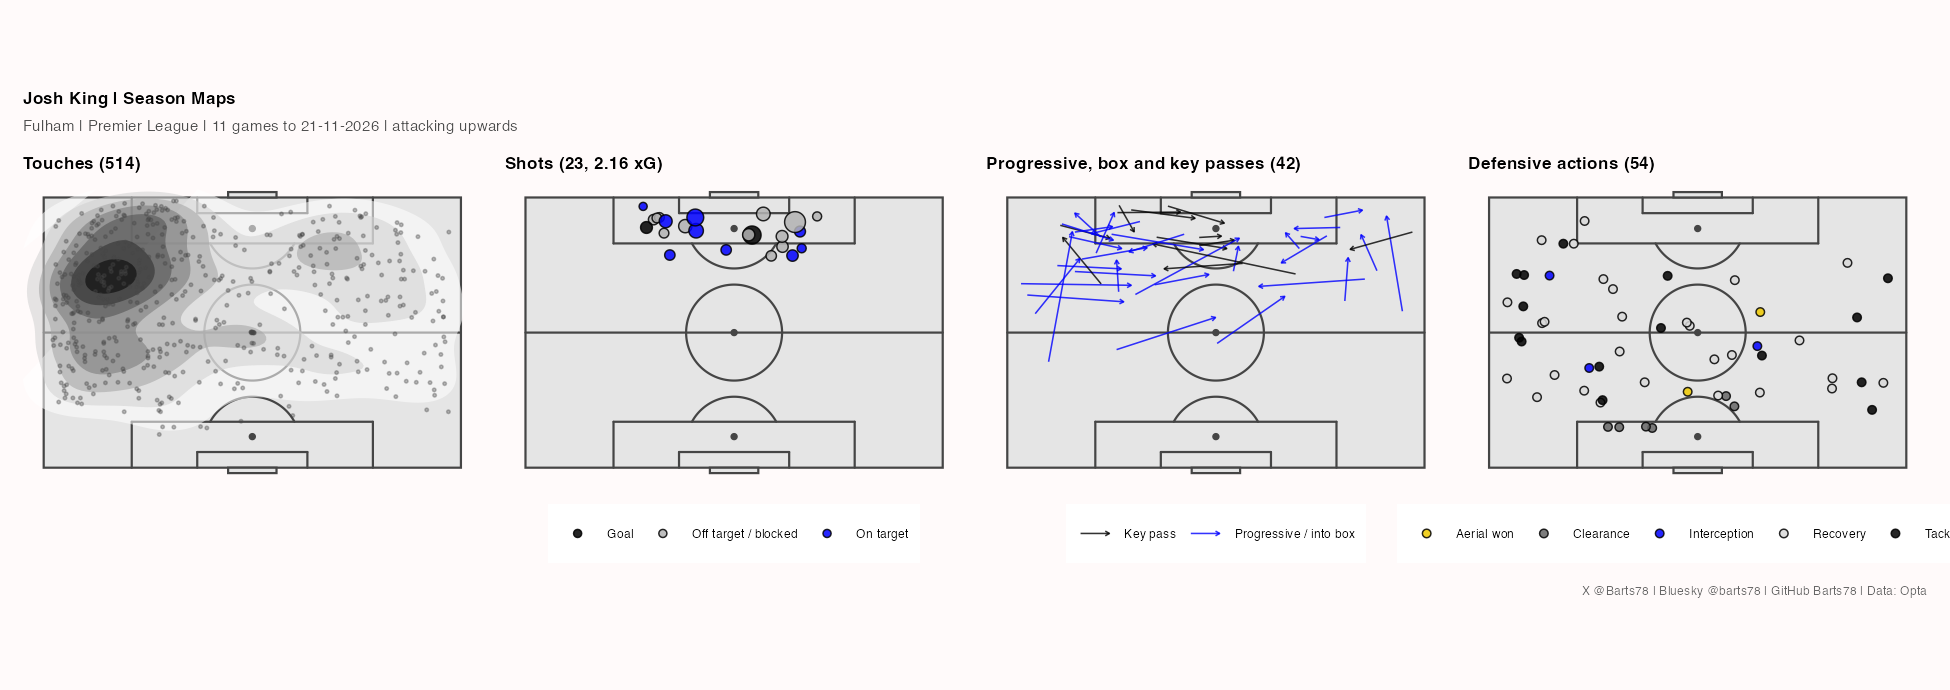 Josh King | Season Maps
Fulham | Premier League | 11 games to 21-11-2026 | attacking upwards
Touches (514)
Shots (23, 2.16 xG)
Progressive, box and key passes (42)
Defensive actions (54)
Goal
Off target / blocked
On target
Key pass
Progressive / into box
Aerial won
Clearance
Interception
Recovery
Tack
X @Barts78 | Bluesky @barts78 | GitHub Barts78 | Data: Opta